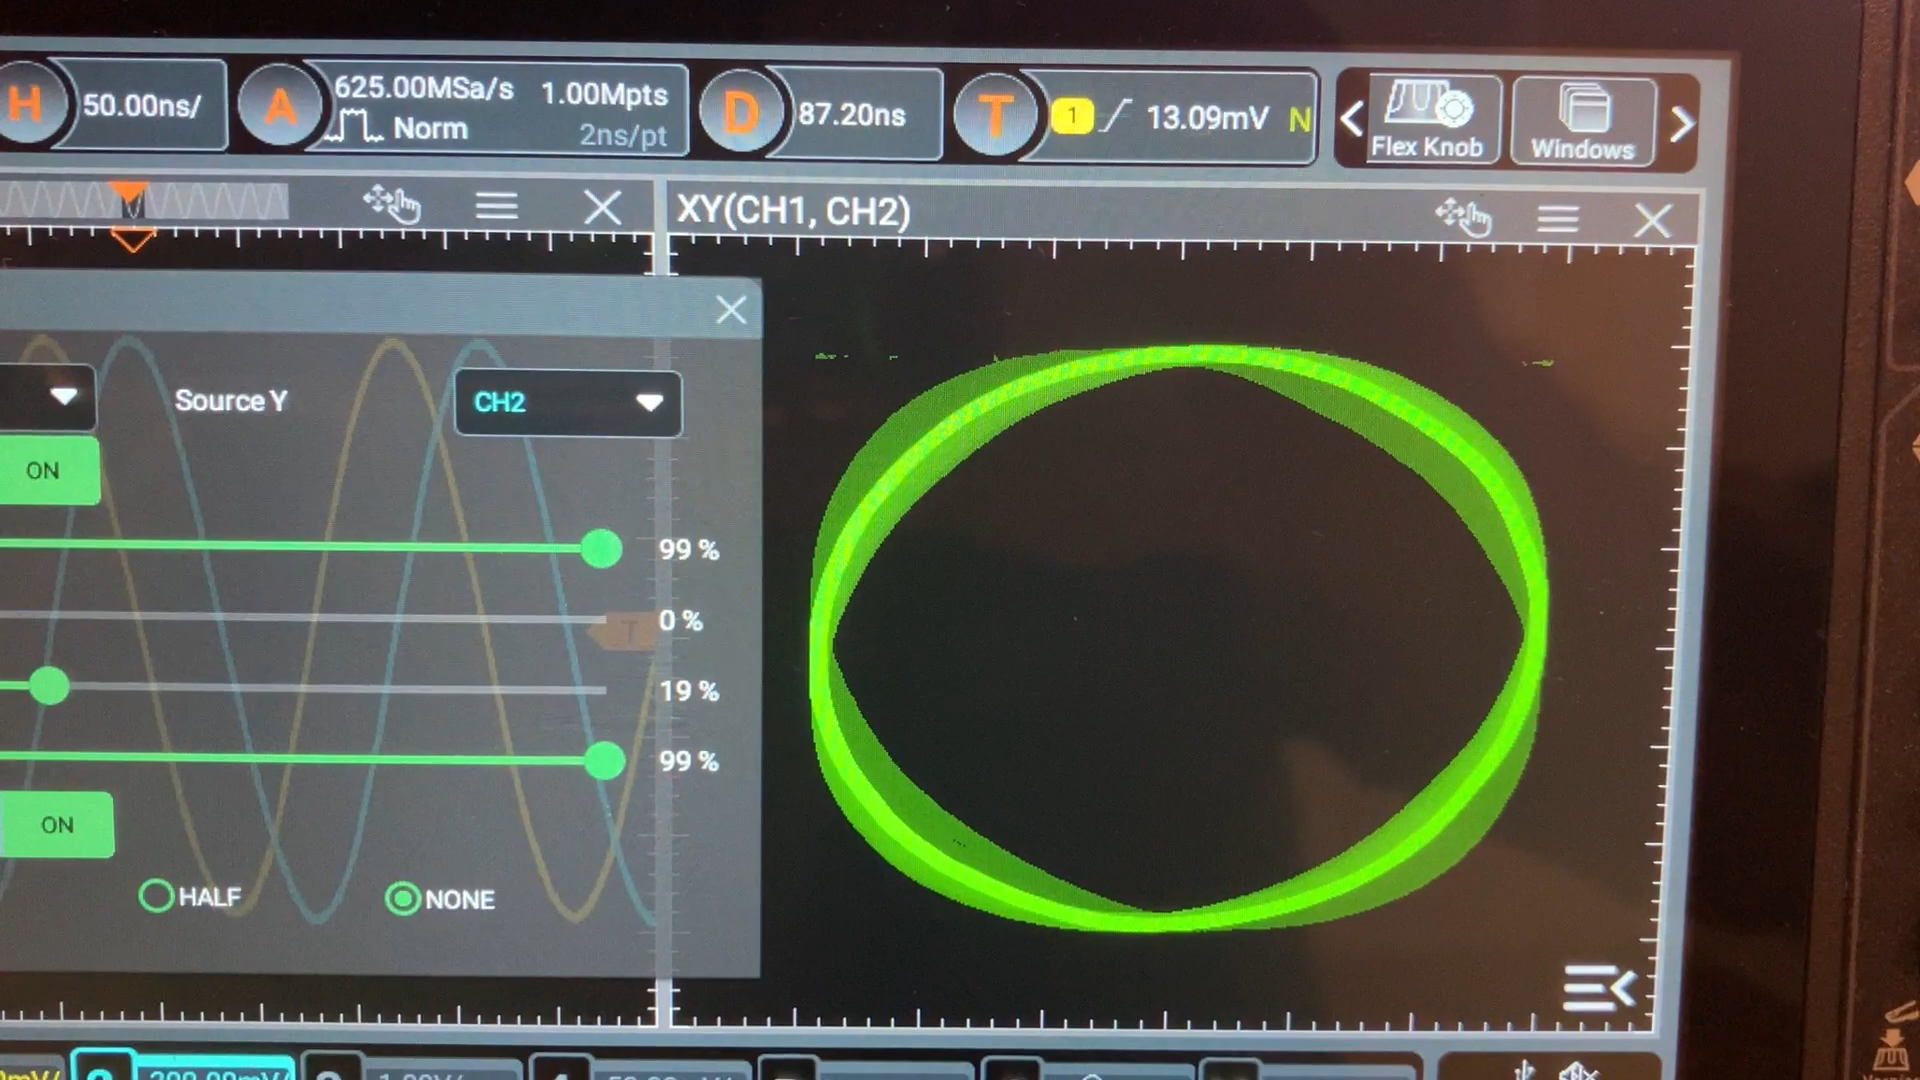 H 50.00ns/ A 625.00MSa/s 1.00Mpts D 87.20ns T 1 13.09mV N Flex Knob Windows
Norm 2ns/pt
XY(CH1, CH2)
Source Y CH2
ON
99 %
T 0 %
19 %
99 %
ON
HALF NONE